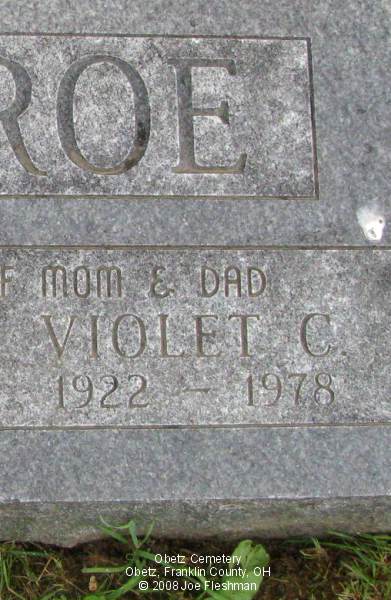 ROE
F MOM & DAD
VIOLET C.
1922 – 1978
Obetz Cemetery
Obetz, Franklin County, OH
© 2008 Joe Fleshman